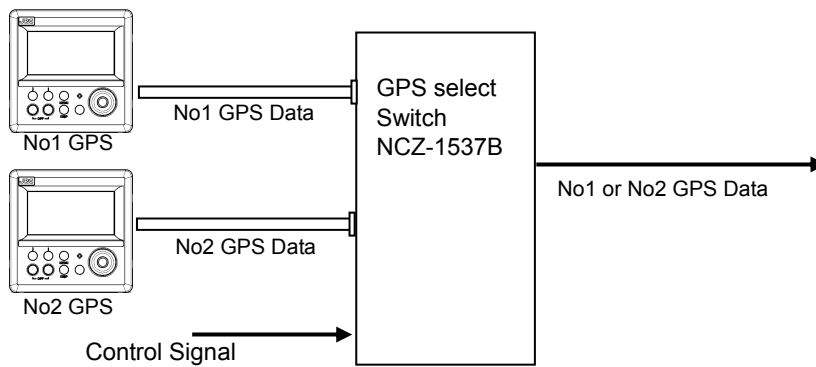 No1 GPS Data
No1 GPS
GPS select
Switch
NCZ-1537B
No1 or No2 GPS Data
No2 GPS Data
No2 GPS
Control Signal